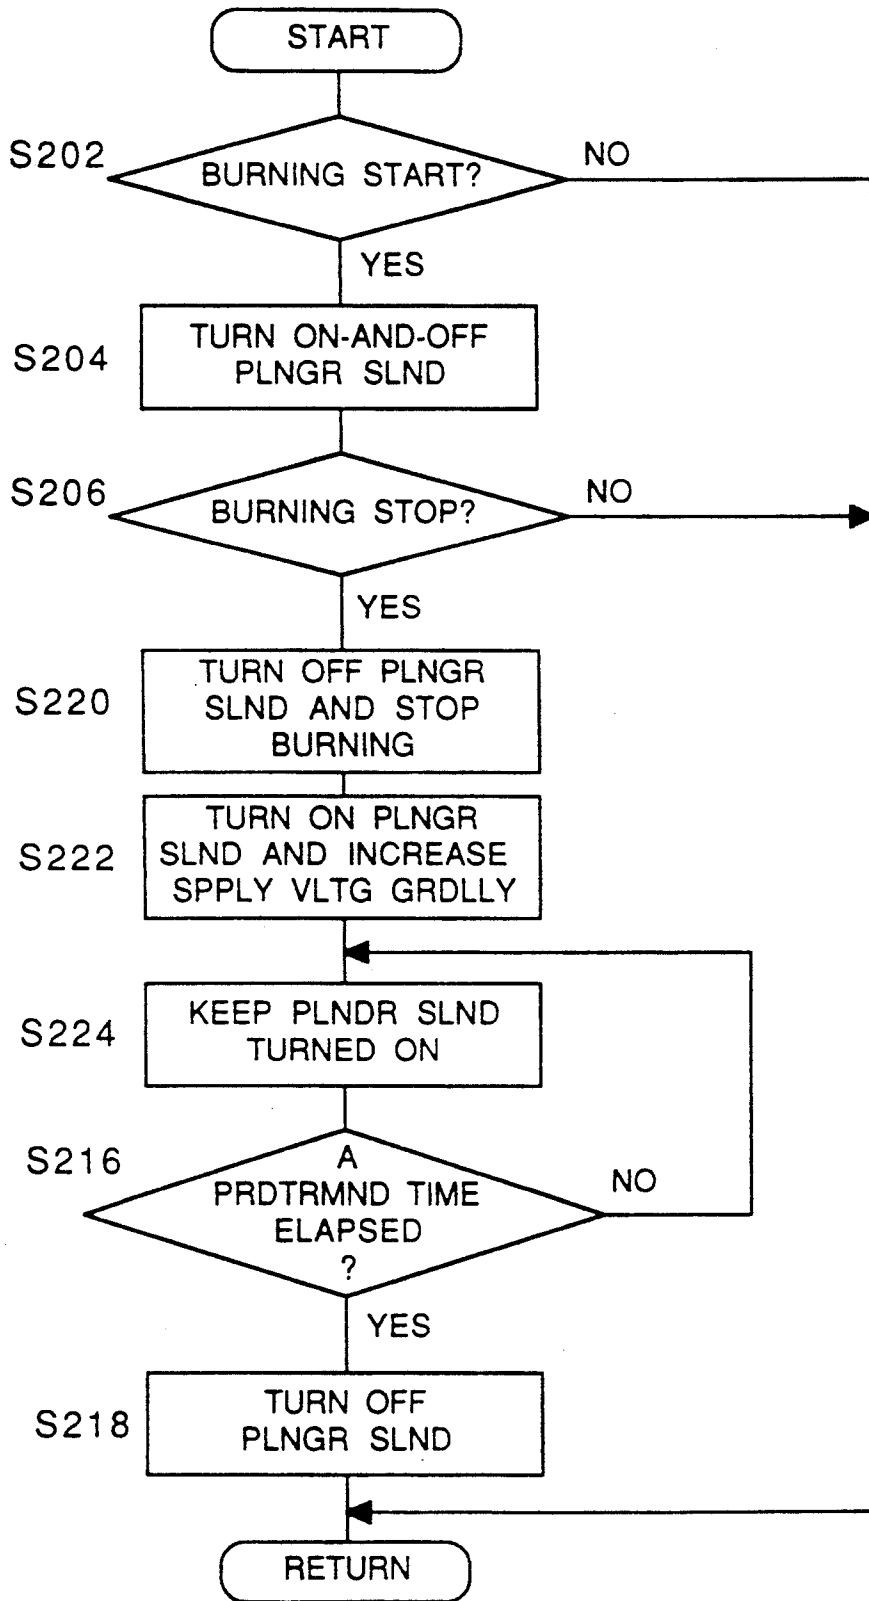 START
S202
BURNING START?
NO
YES
S204
TURN ON-AND-OFF
PLNGR SLND
S206
BURNING STOP?
NO
YES
S220
TURN OFF PLNGR
SLND AND STOP
BURNING
S222
TURN ON PLNGR
SLND AND INCREASE
SPPLY VLTG GRDLLY
S224
KEEP PLNDR SLND
TURNED ON
S216
A
PRDTRMND TIME
ELAPSED
?
NO
YES
S218
TURN OFF
PLNGR SLND
RETURN